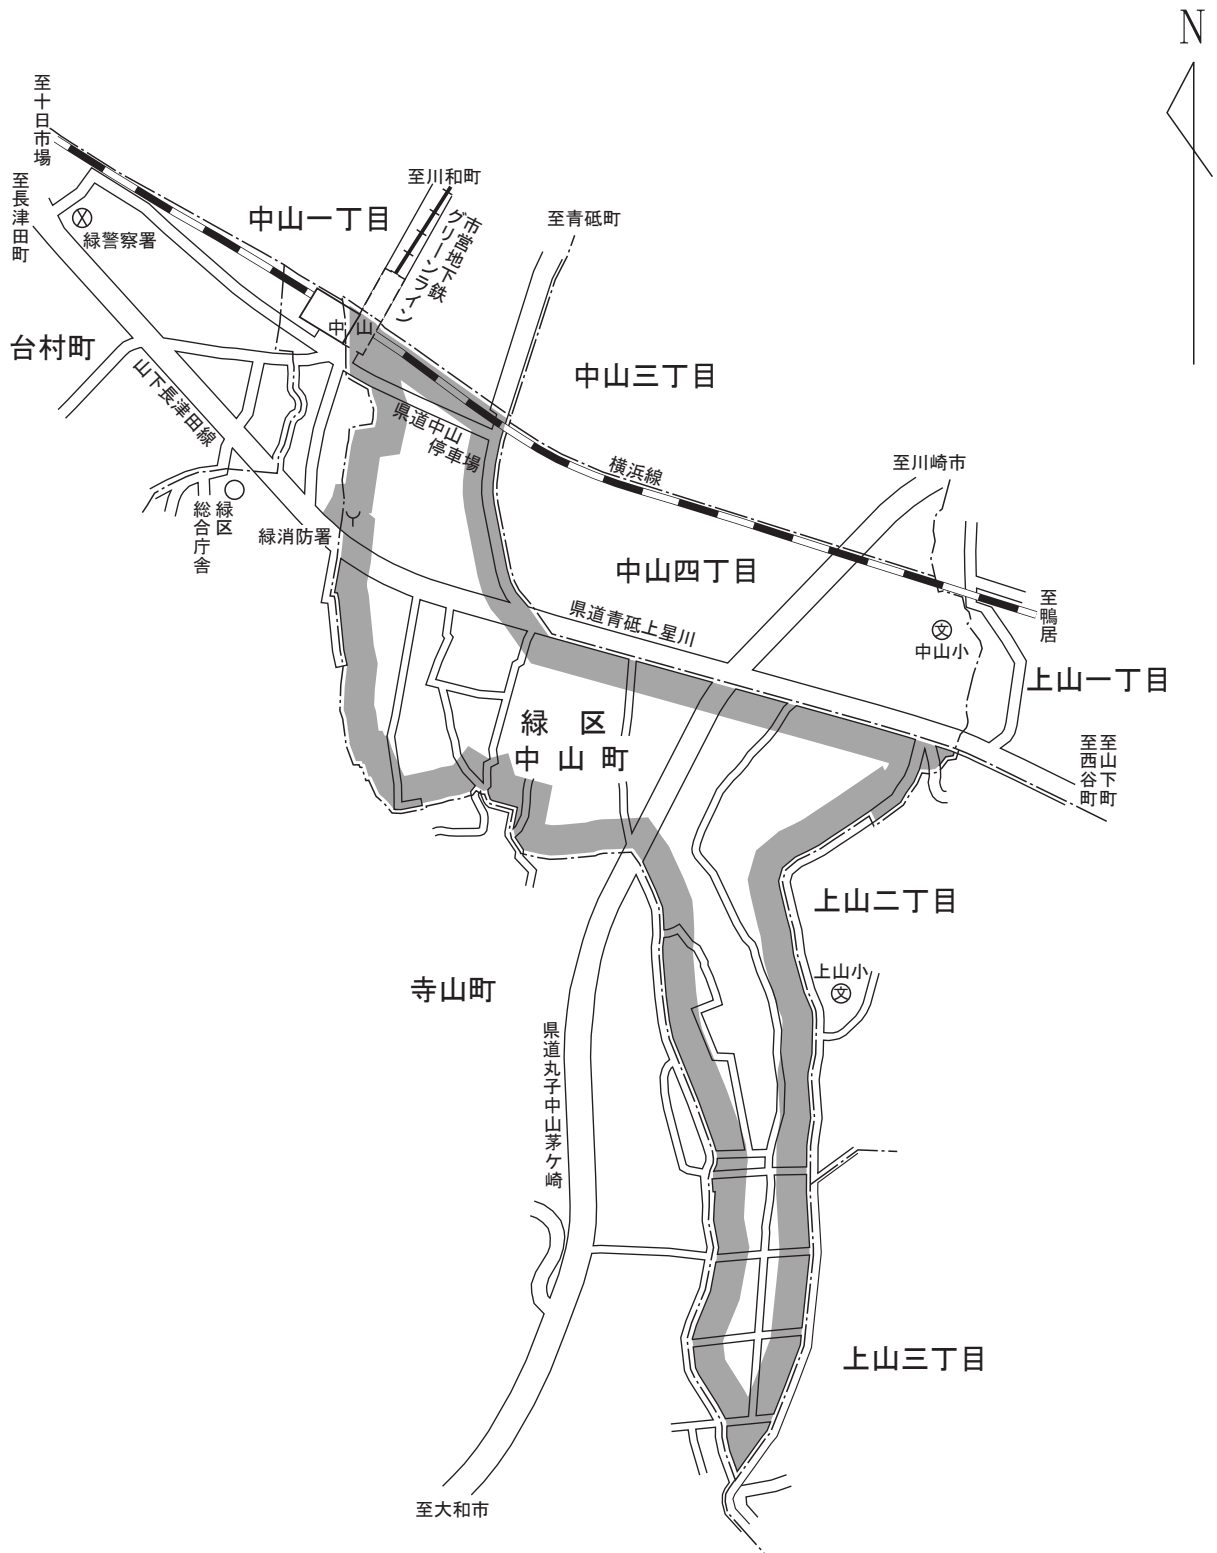 N
至十日市場
至長津田町
緑警察署
中山一丁目
至川和町
市営地下鉄
グリーンライン
至青砥町
台村町
中山
中山三丁目
山下長津田線
県道中山
停車場
横浜線
至川崎市
緑区
総合庁舎
緑消防署
中山四丁目
県道青砥上星川
至鴨居
文
中山小
上山一丁目
緑区
中山町
至山下町
至西谷町
上山二丁目
上山小
文
寺山町
県道丸子中山茅ケ崎
上山三丁目
至大和市